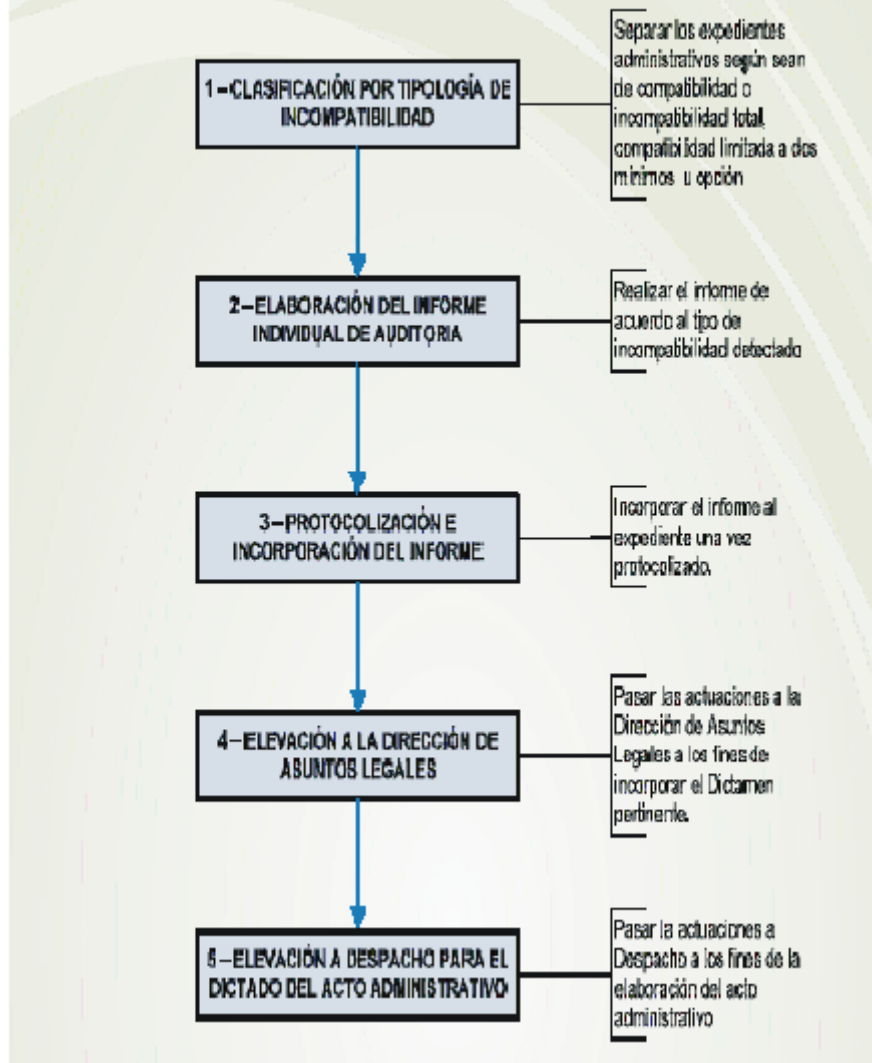 1–CLASIFICACIÓN POR TIPOLOGÍA DE
INCOMPATIBILIDAD
Separar los expedientes
administrativos según sean
de compatibilidad o
incompatibilidad total,
compatibilidad limitada a dos
mínimos u opción
2–ELABORACIÓN DEL INFORME
INDIVIDUAL DE AUDITORIA
Realizar el informe de
acuerdo al tipo de
incompatibilidad detectado
3–PROTOCOLIZACIÓN E
INCORPORACIÓN DEL INFORME
Incorporar el informe al
expediente una vez
protocolizado.
4–ELEVACIÓN A LA DIRECCIÓN DE
ASUNTOS LEGALES
Pasar las actuaciones a la
Dirección de Asuntos
Legales a los fines de
incorporar el Dictamen
pertinente.
5–ELEVACIÓN A DESPACHO PARA EL
DICTADO DEL ACTO ADMINISTRATIVO
Pasar la actuaciones a
Despacho a los fines de la
elaboración del acto
administrativo